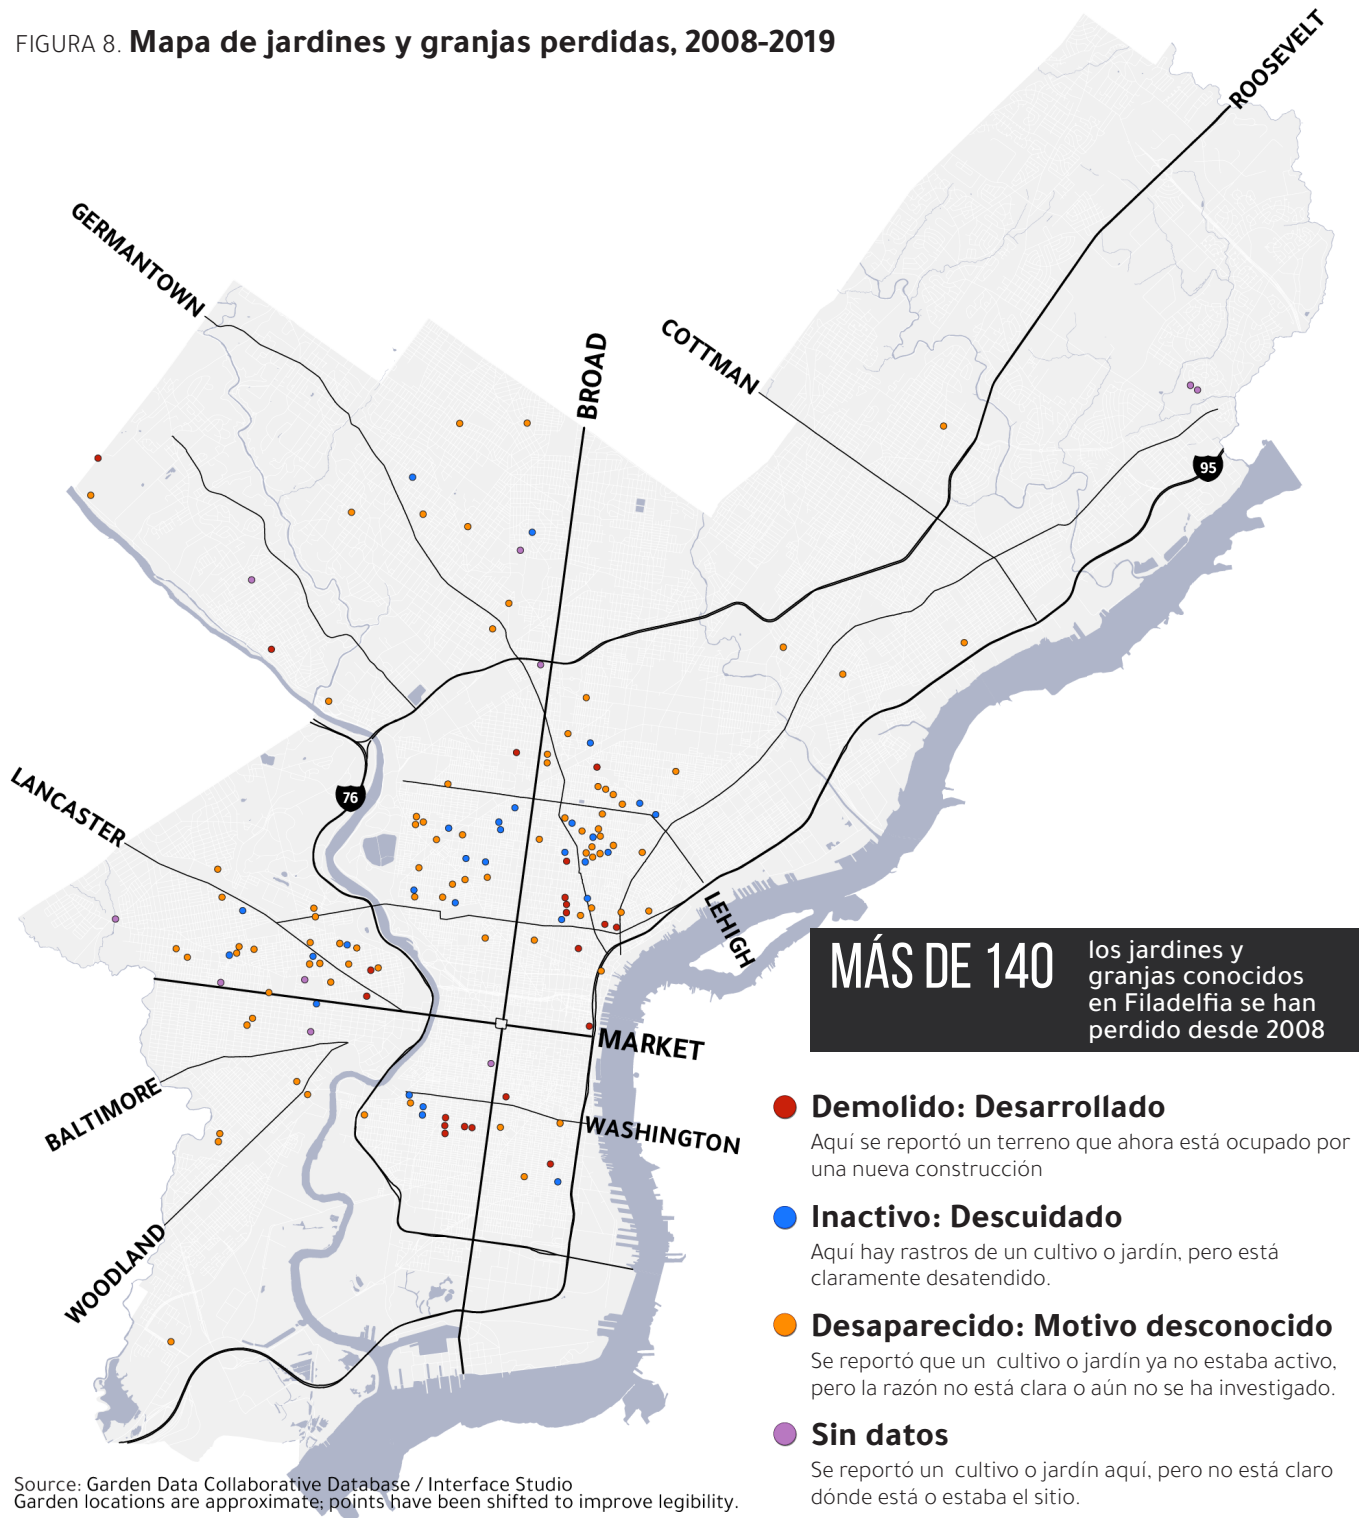 FIGURA 8. Mapa de jardines y granjas perdidas, 2008-2019
ROOSEVELT
GERMANTOWN
BROAD
COTTMAN
95
LANCASTER
76
LEHIGH
MÁS DE 140
los jardines y
granjas conocidos
en Filadelfia se han
perdido desde 2008
MARKET
BALTIMORE
WASHINGTON
WOODLAND
Demolido: Desarrollado
Aquí se reportó un terreno que ahora está ocupado por
una nueva construcción
Inactivo: Descuidado
Aquí hay rastros de un cultivo o jardín, pero está
claramente desatendido.
Desaparecido: Motivo desconocido
Se reportó que un cultivo o jardín ya no estaba activo,
pero la razón no está clara o aún no se ha investigado.
Sin datos
Se reportó un cultivo o jardín aquí, pero no está claro
dónde está o estaba el sitio.
Source: Garden Data Collaborative Database / Interface Studio
Garden locations are approximate; points have been shifted to improve legibility.